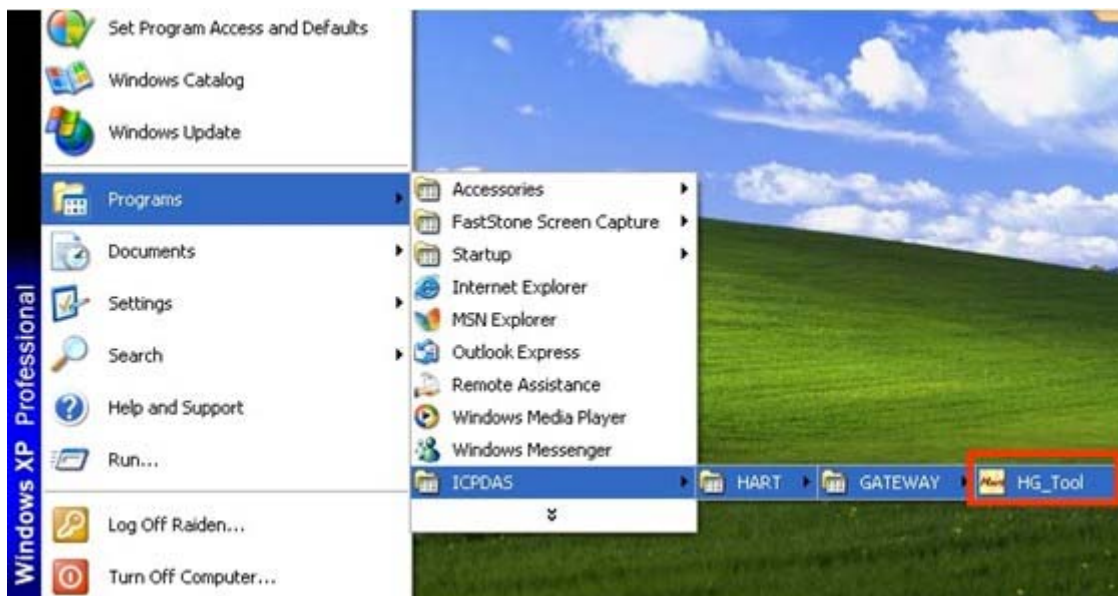 Set Program Access and Defaults
Windows Catalog
Windows Update
Programs
Documents
Settings
Search
Help and Support
Run...
Log Off Raiden...
Turn Off Computer...
Windows XP Professional
Accessories
FastStone Screen Capture
Startup
Internet Explorer
MSN Explorer
Outlook Express
Remote Assistance
Windows Media Player
Windows Messenger
ICPDAS
HART
GATEWAY
HG_Tool